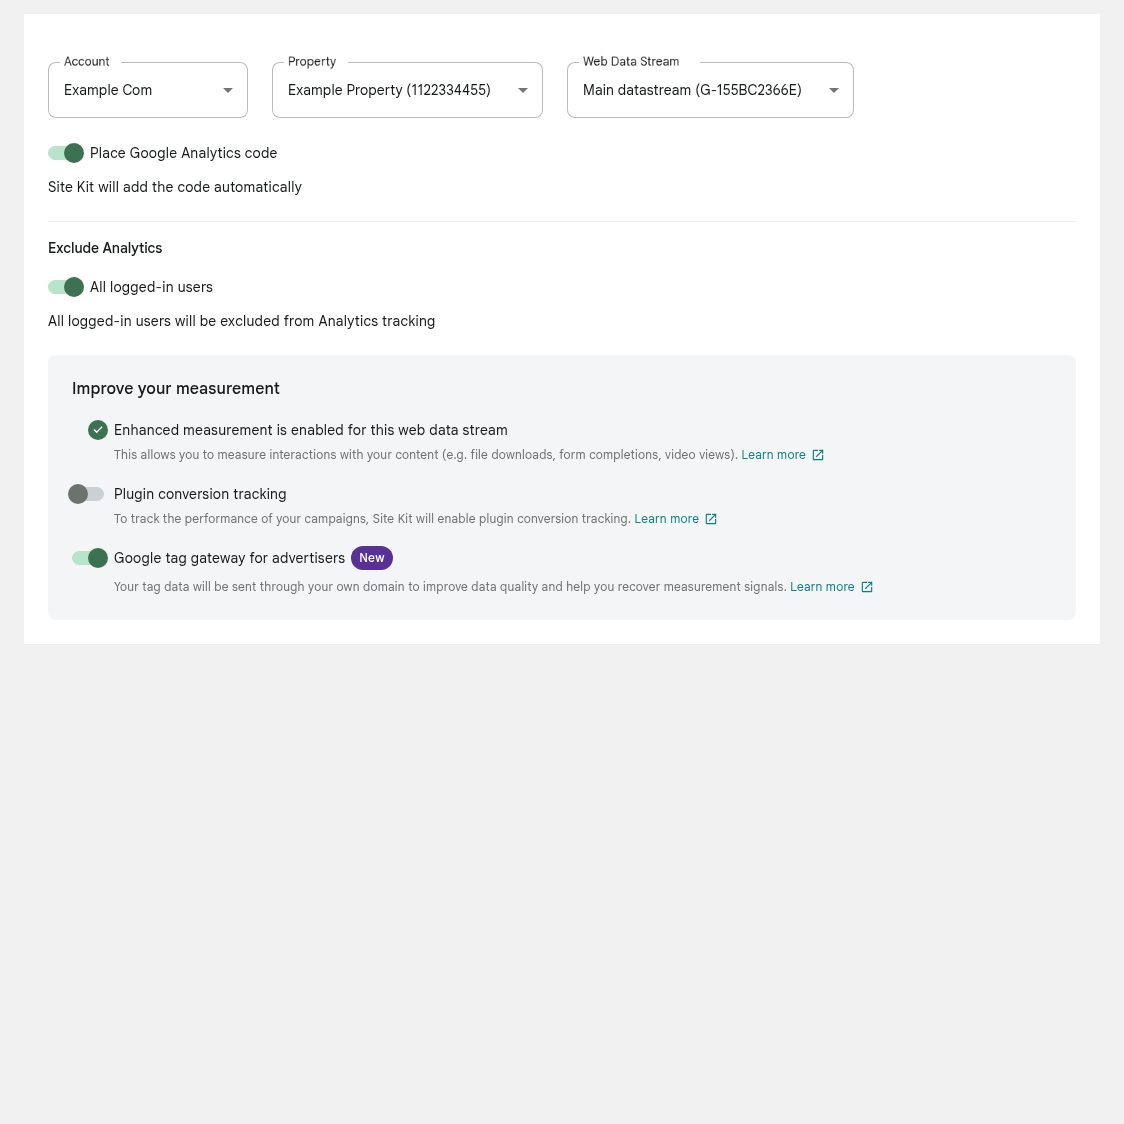 Account
Property
Web Data Stream
Example Com
Example Property (1122334455)
Main datastream (G-155BC2366E)
Place Google Analytics code
Site Kit will add the code automatically
Exclude Analytics
All logged-in users
All logged-in users will be excluded from Analytics tracking
Improve your measurement
Enhanced measurement is enabled for this web data stream
This allows you to measure interactions with your content (e.g. file downloads, form completions, video views). Learn more
Plugin conversion tracking
To track the performance of your campaigns, Site Kit will enable plugin conversion tracking. Learn more
Google tag gateway for advertisers New
Your tag data will be sent through your own domain to improve data quality and help you recover measurement signals. Learn more